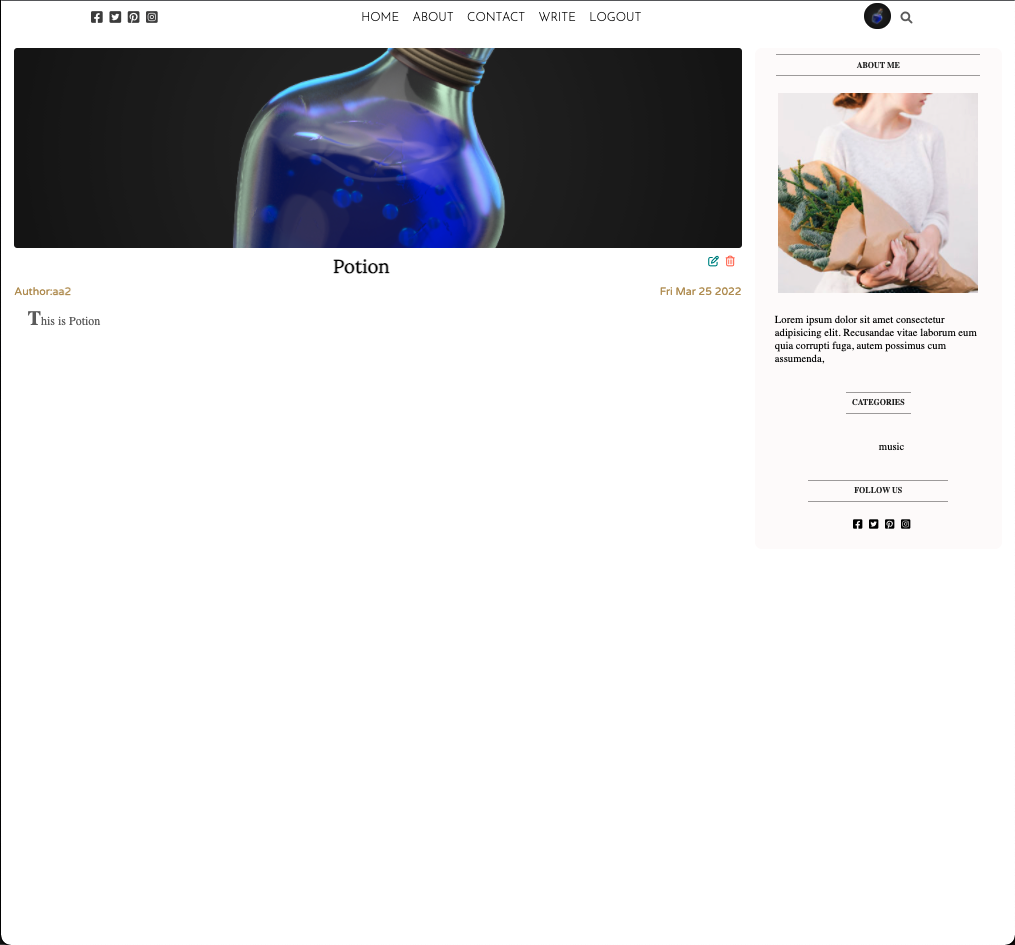 HOME ABOUT CONTACT WRITE LOGOUT
Potion
Author:aa2 Fri Mar 25 2022
This is Potion
ABOUT ME
Lorem ipsum dolor sit amet consectetur
adipisicing elit. Recusandae vitae laborum eum
quia corrupti fuga, autem possimus cum
assumenda,
CATEGORIES
music
FOLLOW US